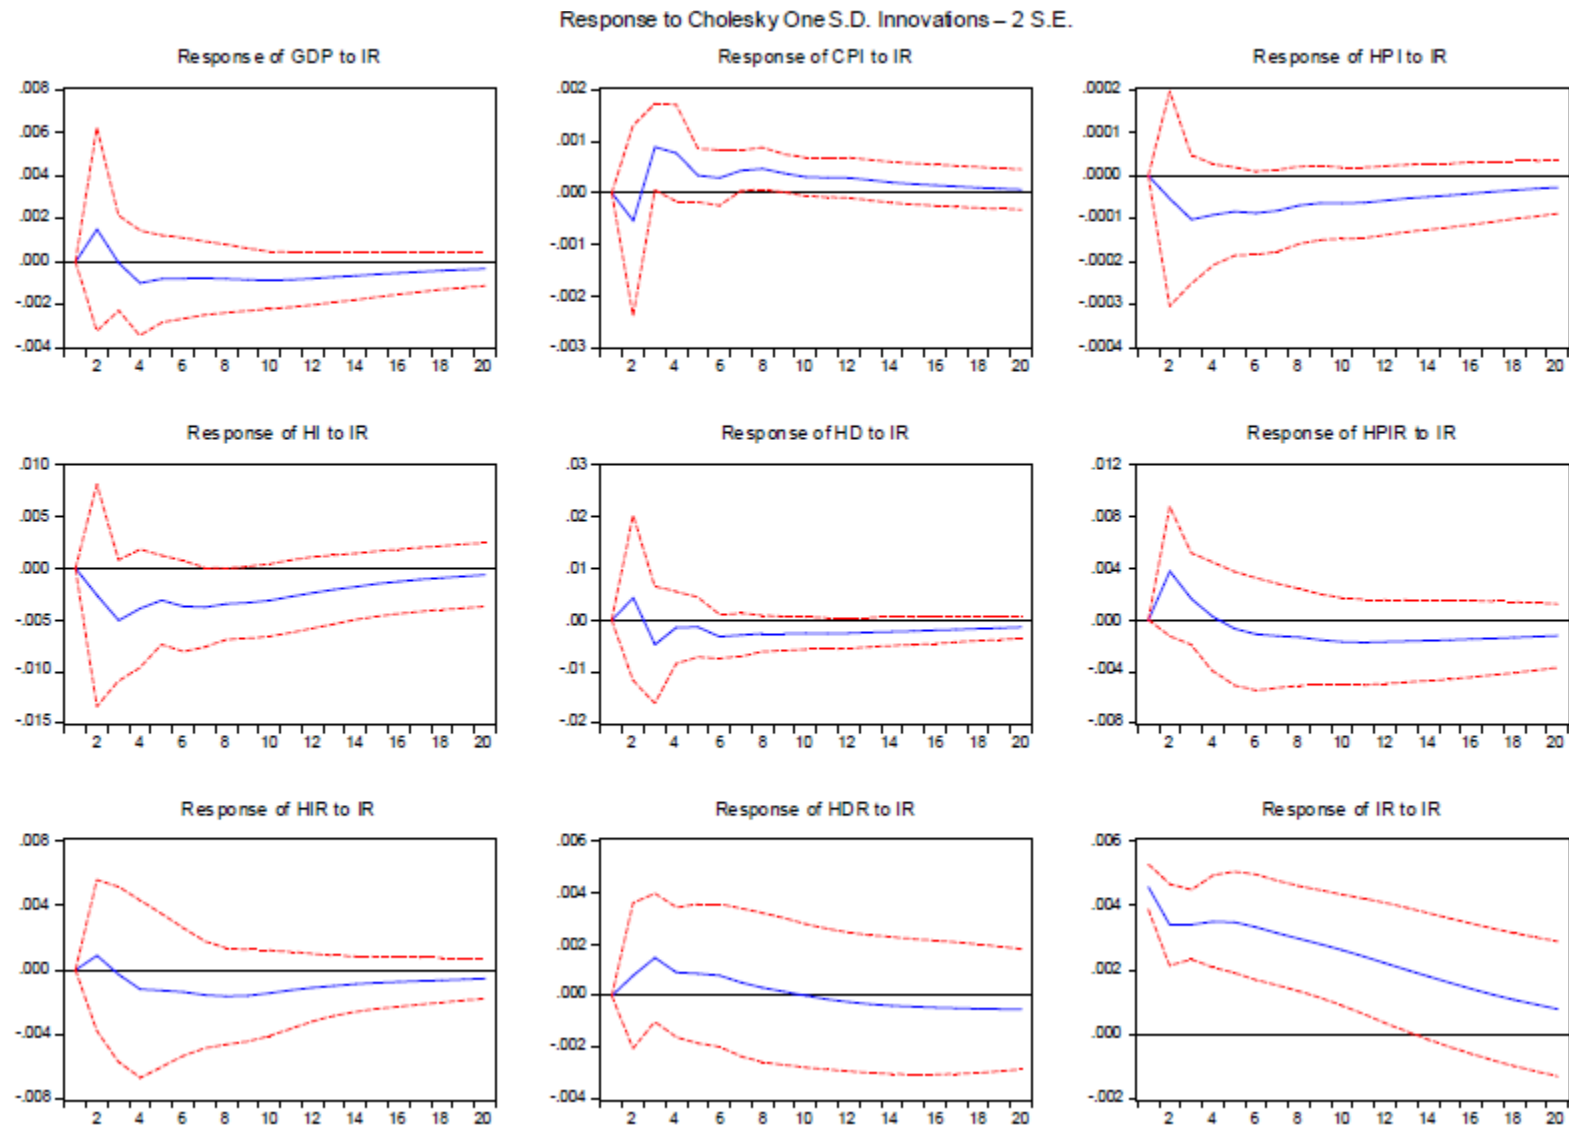 Response to Cholesky One S.D. Innovations – 2 S.E.
Response of GDP to IR
.008
.006
.004
.002
.000
-.002
-.004
2 4 6 8 10 12 14 16 18 20
Response of CPI to IR
.002
.001
.000
-.001
-.002
-.003
2 4 6 8 10 12 14 16 18 20
Response of HPI to IR
.0002
.0001
.0000
-.0001
-.0002
-.0003
-.0004
2 4 6 8 10 12 14 16 18 20
Response of HI to IR
.010
.005
.000
-.005
-.010
-.015
2 4 6 8 10 12 14 16 18 20
Response of HD to IR
.03
.02
.01
.00
-.01
-.02
2 4 6 8 10 12 14 16 18 20
Response of HPIR to IR
.012
.008
.004
.000
-.004
-.008
2 4 6 8 10 12 14 16 18 20
Response of HIR to IR
.008
.004
.000
-.004
-.008
2 4 6 8 10 12 14 16 18 20
Response of HDR to IR
.006
.004
.002
.000
-.002
-.004
2 4 6 8 10 12 14 16 18 20
Response of IR to IR
.006
.004
.002
.000
-.002
2 4 6 8 10 12 14 16 18 20